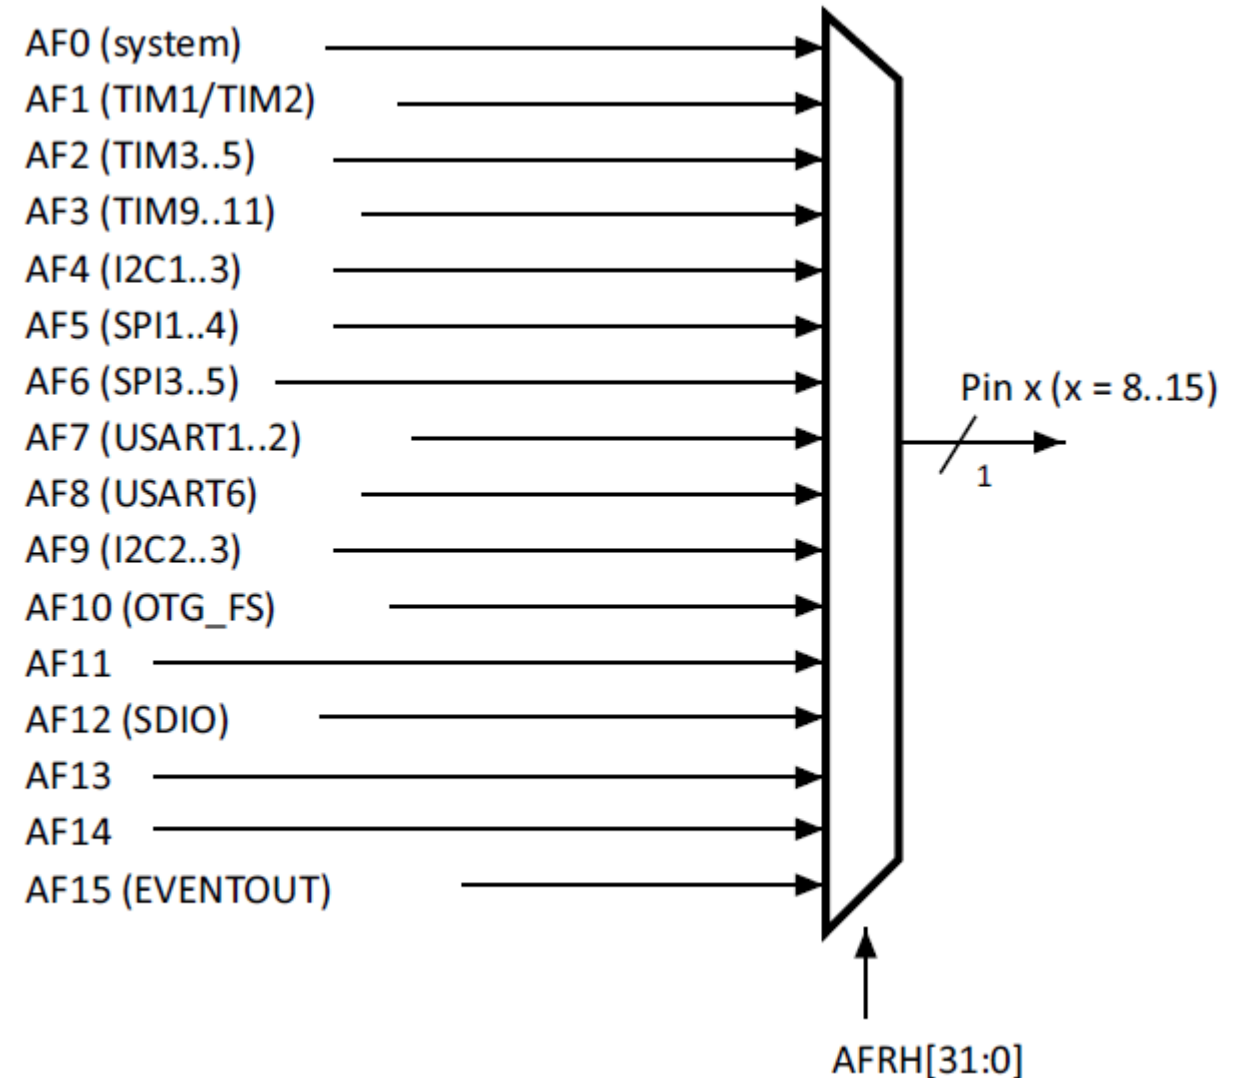 AF0 (system)
AF1 (TIM1/TIM2)
AF2 (TIM3..5)
AF3 (TIM9..11)
AF4 (I2C1..3)
AF5 (SPI1..4)
AF6 (SPI3..5)
AF7 (USART1..2)
AF8 (USART6)
AF9 (I2C2..3)
AF10 (OTG_FS)
AF11
AF12 (SDIO)
AF13
AF14
AF15 (EVENTOUT)
Pin x (x = 8..15)
1
AFRH[31:0]